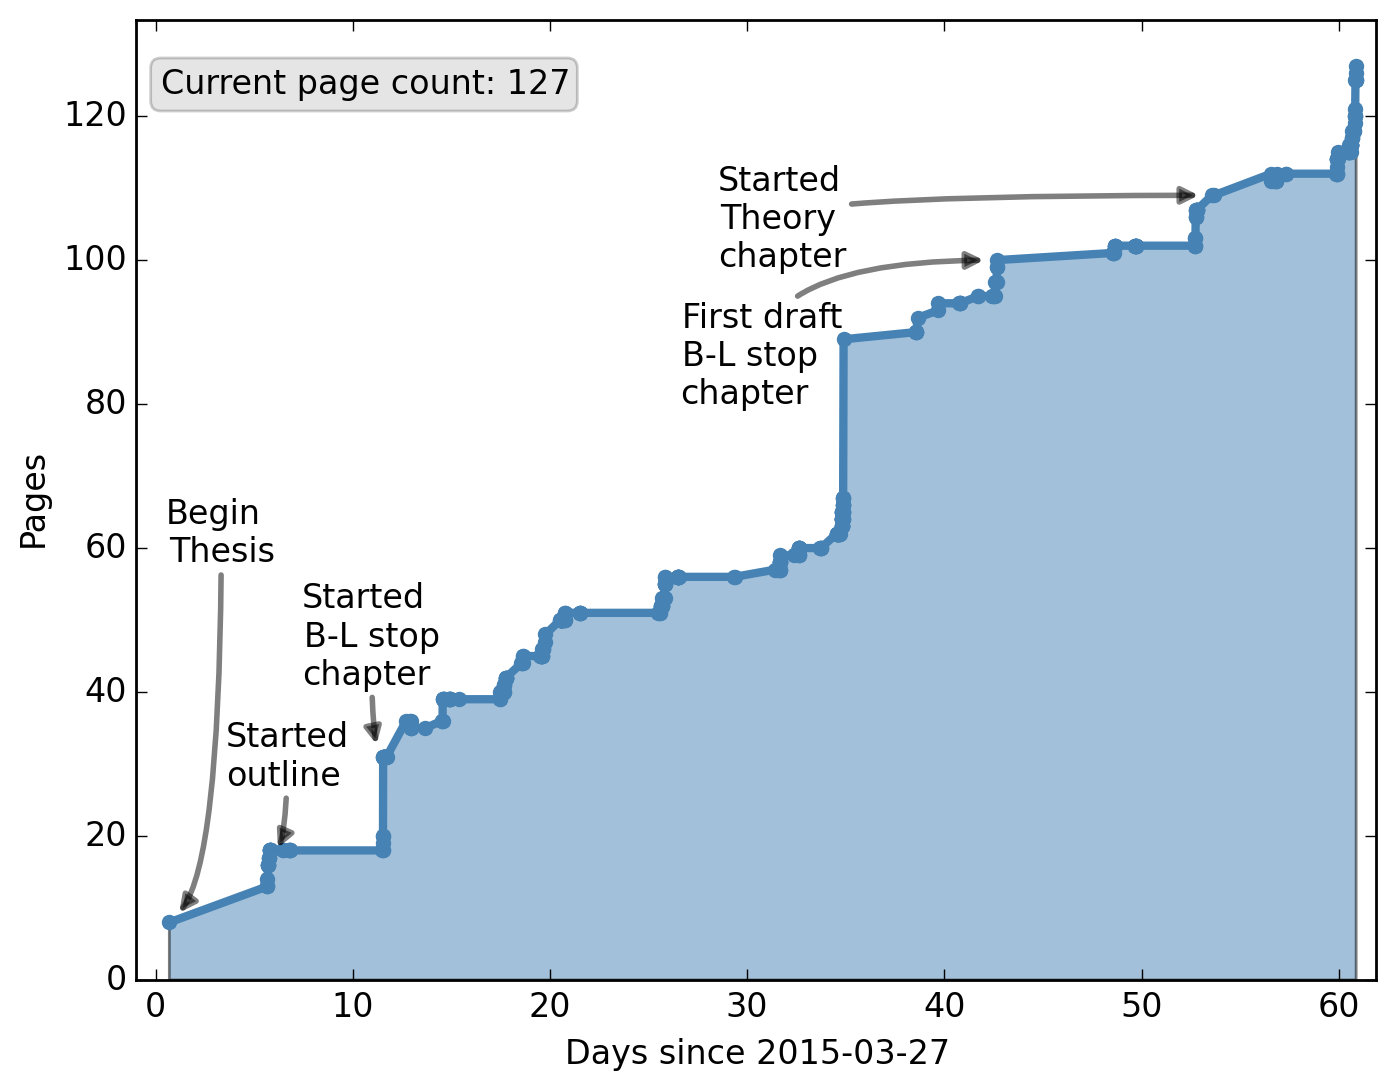 Current page count: 127
Started
Theory
chapter
First draft
B-L stop
chapter
Begin
Thesis
Started
B-L stop
chapter
Started
outline
Pages
120
100
80
60
40
20
0
0 10 20 30 40 50 60
Days since 2015-03-27